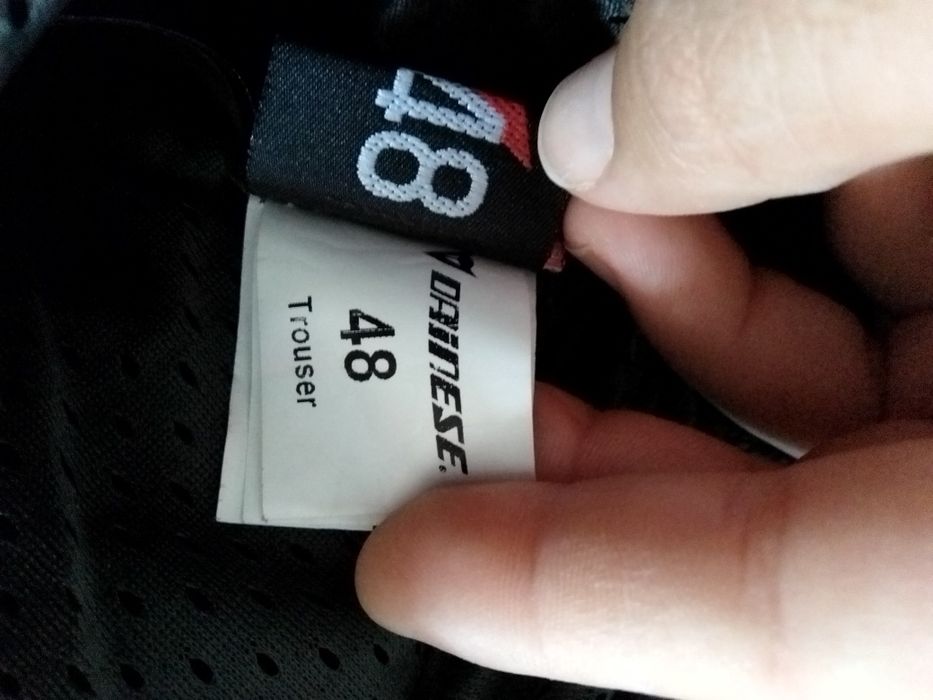 48
DAINESE®
48
Trouser